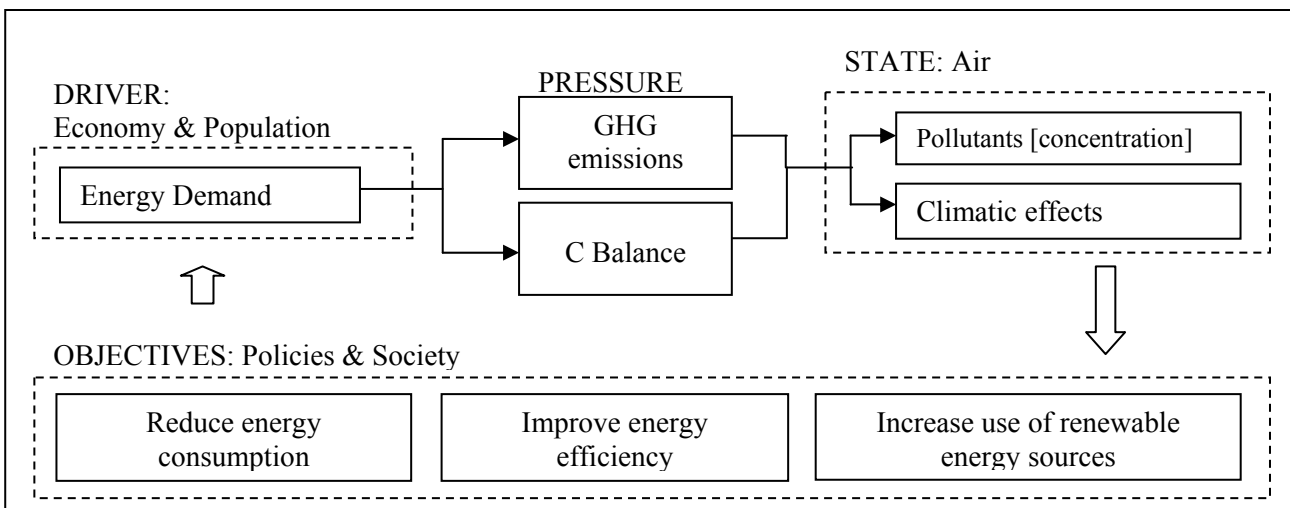 DRIVER:
Economy & Population
Energy Demand
PRESSURE
GHG
emissions
C Balance
STATE: Air
Pollutants [concentration]
Climatic effects
OBJECTIVES: Policies & Society
Reduce energy
consumption
Improve energy
efficiency
Increase use of renewable
energy sources